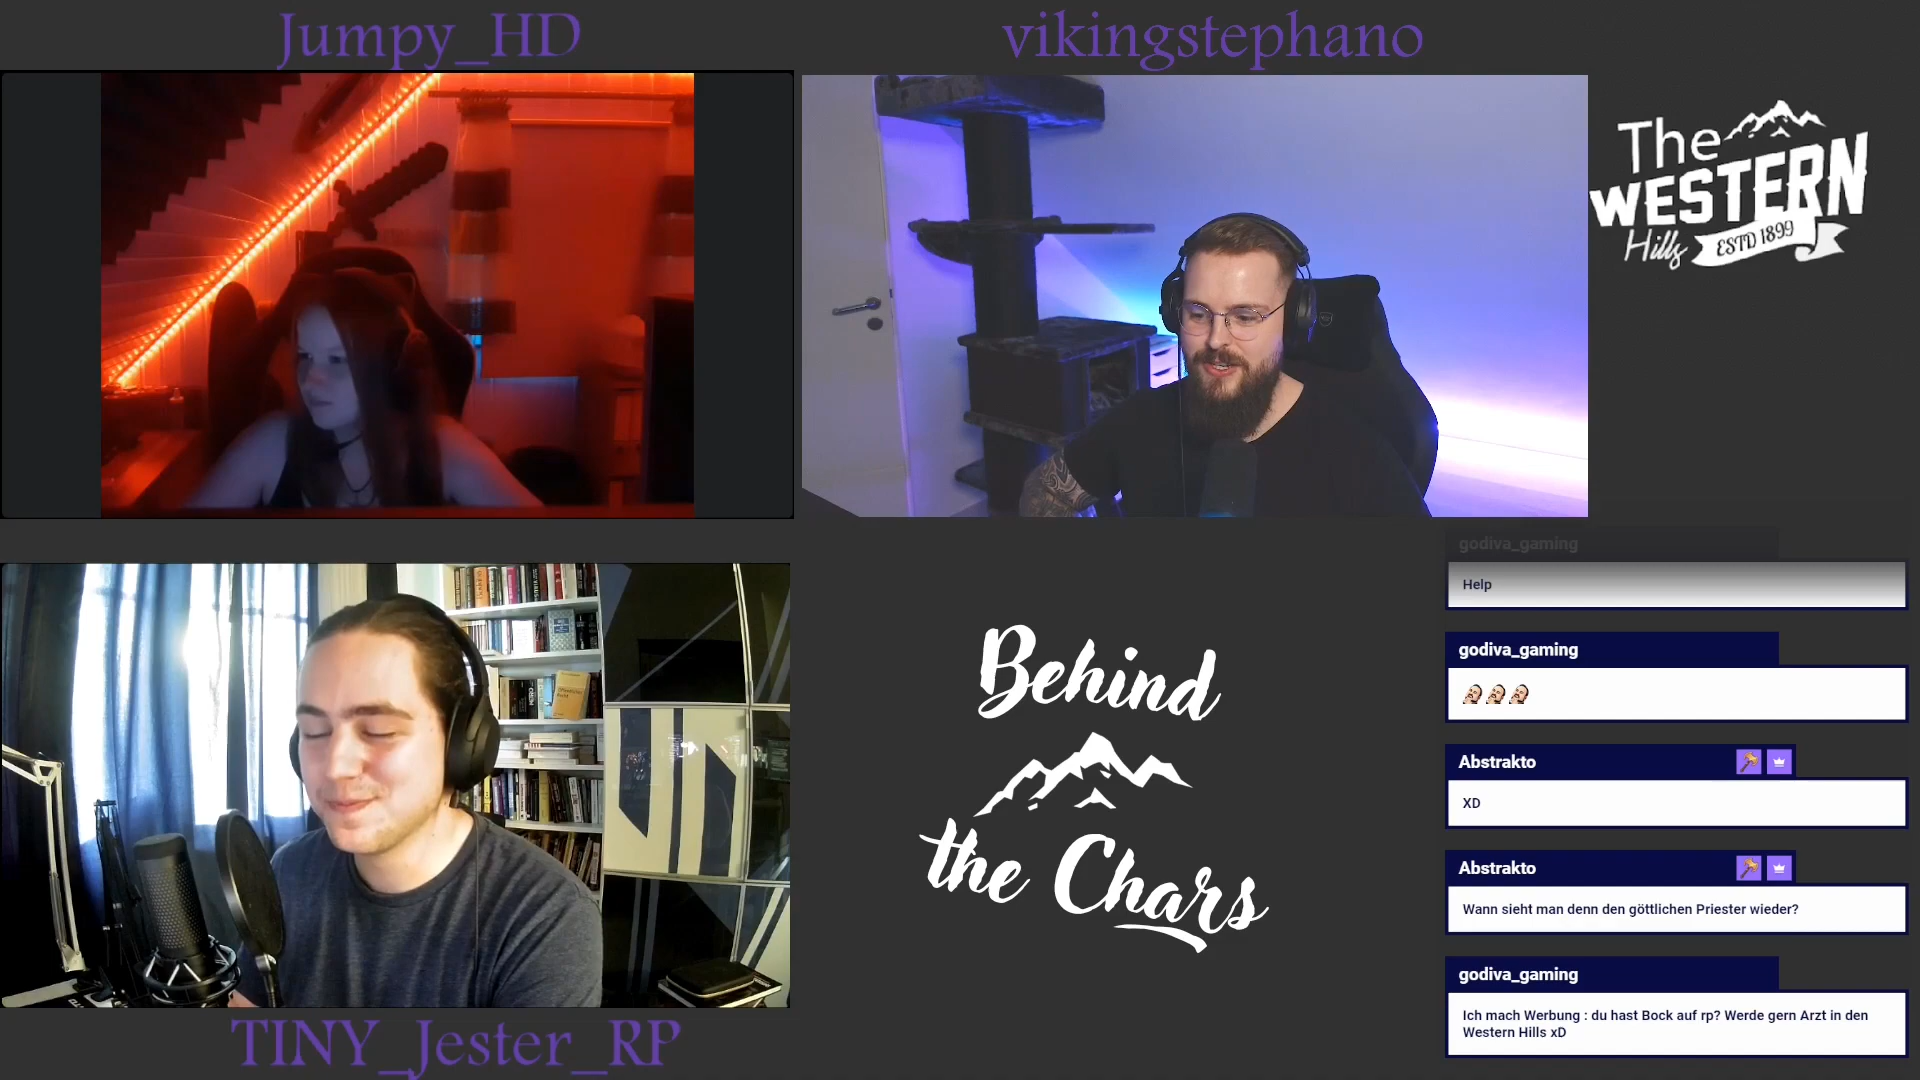 Jumpy_HD
vikingstephano
The
WESTERN
Hills
ESTD 1899
godiva_gaming
Help
godiva_gaming
Abstrakto
XD
Abstrakto
Wann sieht man denn den göttlichen Priester wieder?
godiva_gaming
Ich mach Werbung : du hast Bock auf rp? Werde gern Arzt in den
Western Hills xD
Behind
the Chars
TINY_Jester_RP